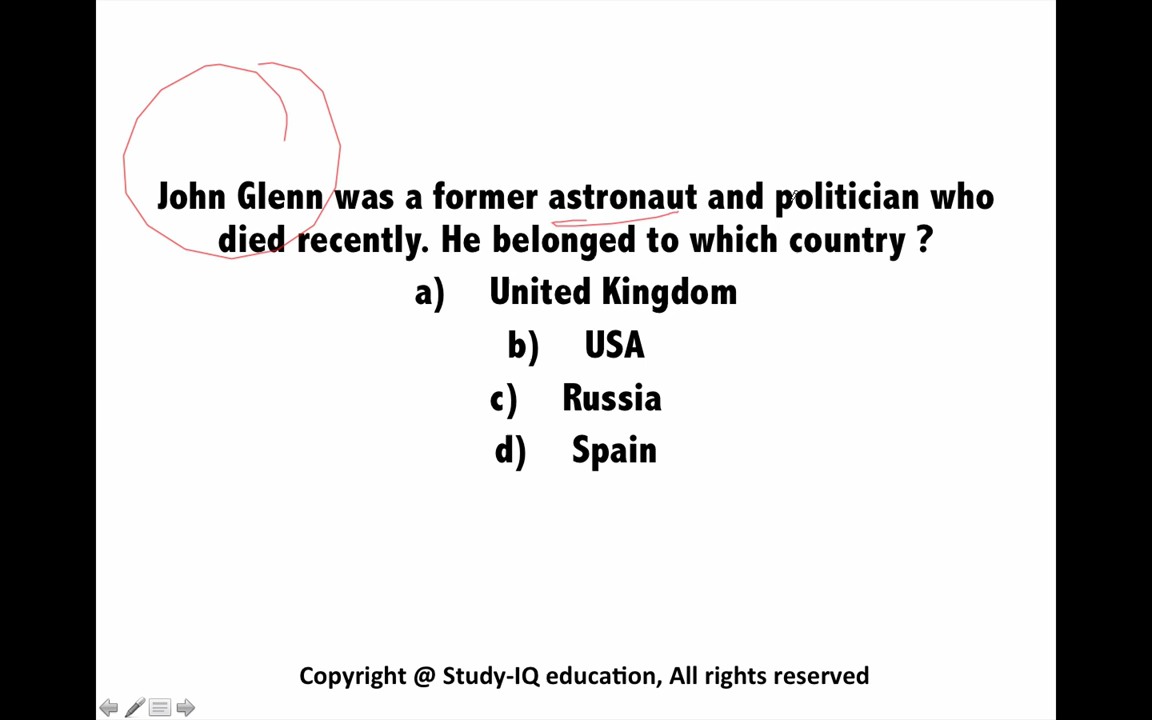 John Glenn was a former astronaut and politician who
died recently. He belonged to which country ?
a) United Kingdom
b) USA
c) Russia
d) Spain
Copyright @ Study-IQ education, All rights reserved